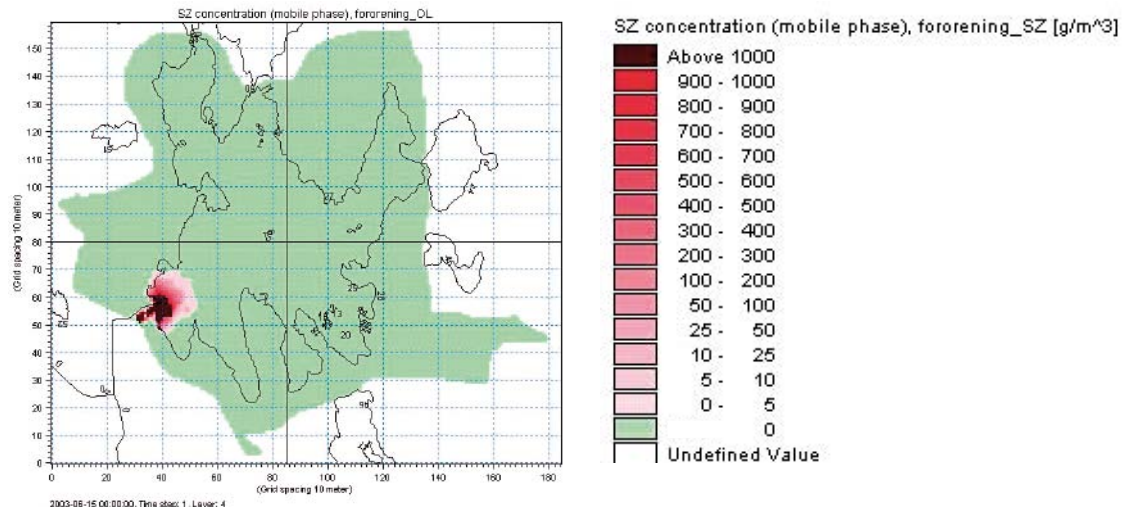 SZ concentration (mobile phase), fororening_DL
(Grid spacing 10 meter)
150
140
130
120
110
100
90
80
70
60
50
40
30
20
10
0
0 20 40 60 80 100 120 140 160 180
(Grid spacing 10 meter)
2003-06-15 00:00:00, Time step: 1, Layer: 4
SZ concentration (mobile phase), fororening_SZ [g/m^3]
Above 1000
900 - 1000
800 - 900
700 - 800
600 - 700
500 - 600
400 - 500
300 - 400
200 - 300
100 - 200
50 - 100
25 - 50
10 - 25
5 - 10
0 - 5
0
Undefined Value